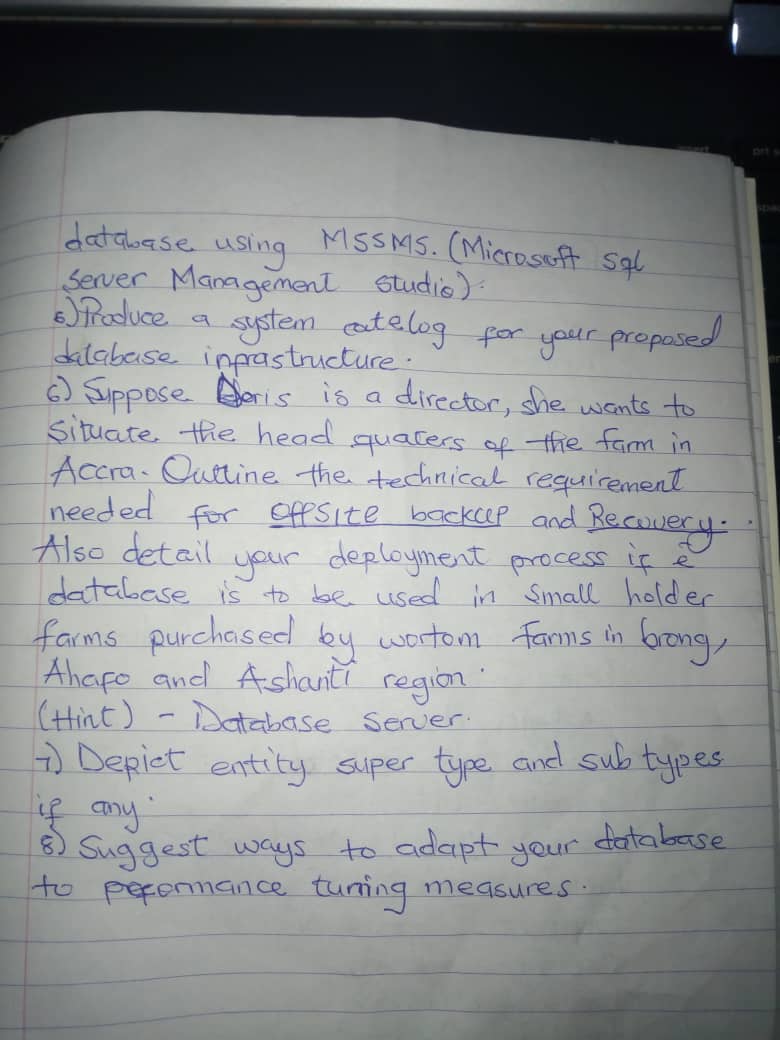 database using MSSMS. (Microsoft sql
Server Management studio).
5) Produce a system catelog for your proposed
database inprastructure.
6) Suppose Doris is a director, she wants to
situate the head quaters of the farm in
Accra. Outline the technical requirement
needed for offsite backup and Recovery.
Also detail your deployment process if e
database is to be used in small holder
farms purchased by farms in brong,
Ahafo and Ashanti region.
(Hint) - Database server.
7) Depict entity super type and sub types
if any.
8) Suggest ways to adapt your database
to peformance tuning measures.